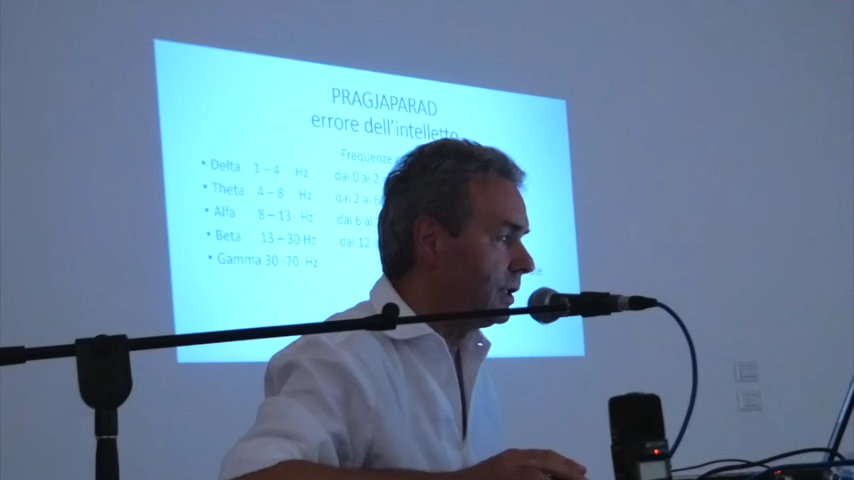 PRAGJAPARAD
errore dell'intelletto
Frequenze
• Delta 1 – 4 Hz dai 0 ai 2
• Theta 4 – 8 Hz dai 2 ai 6
• Alfa 8 – 13 Hz dai 6 ai
• Beta 13 – 30 Hz dai 12
• Gamma 30 -70 Hz